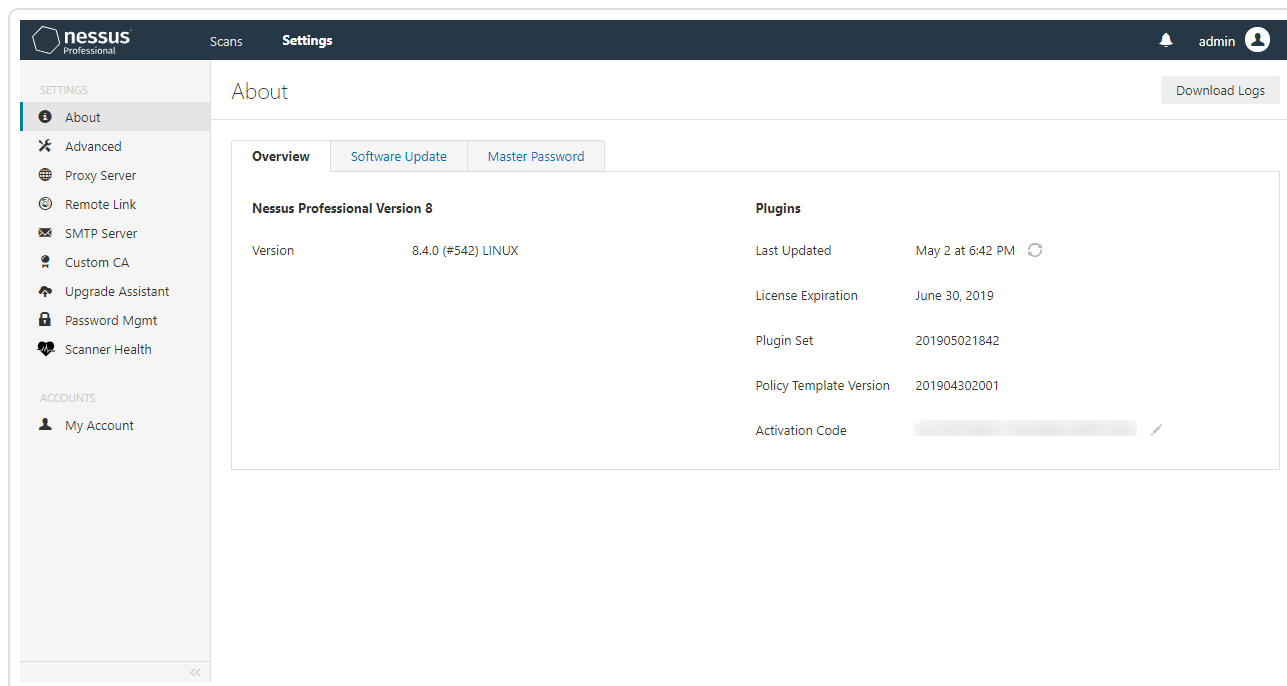 nessus
Professional
Scans
Settings
admin
SETTINGS
About
Advanced
Proxy Server
Remote Link
SMTP Server
Custom CA
Upgrade Assistant
Password Mgmt
Scanner Health
ACCOUNTS
My Account
About
Download Logs
Overview
Software Update
Master Password
Nessus Professional Version 8
Version 8.4.0 (#542) LINUX
Plugins
Last Updated May 2 at 6:42 PM
License Expiration June 30, 2019
Plugin Set 201905021842
Policy Template Version 201904302001
Activation Code